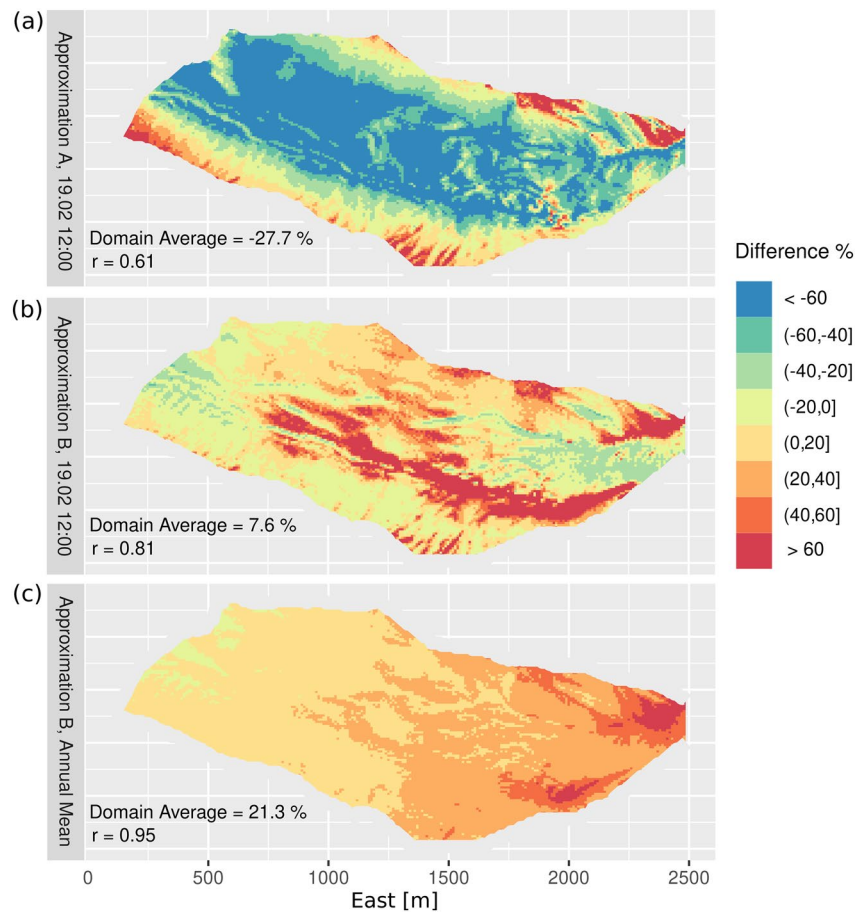 (a)
Approximation A, 19.02 12:00
Domain Average = -27.7 %
r = 0.61
(b)
Approximation B, 19.02 12:00
Domain Average = 7.6 %
r = 0.81
(c)
Approximation B, Annual Mean
Domain Average = 21.3 %
r = 0.95
0 500 1000 1500 2000 2500
East [m]
Difference %
< -60
(-60,-40]
(-40,-20]
(-20,0]
(0,20]
(20,40]
(40,60]
> 60